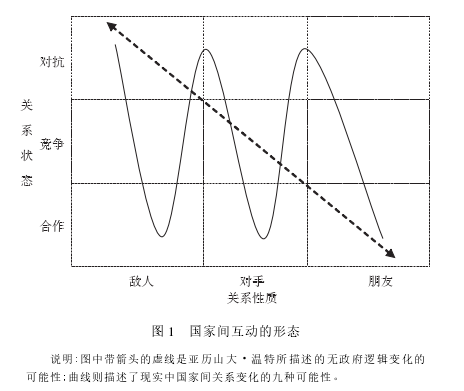 对抗
关系状态
竞争
合作
敌人 对手 朋友
关系性质
图1 国家间互动的形态
说明:图中带箭头的虚线是亚历山大·温特所描述的无政府逻辑变化的
可能性;曲线则描述了现实中国家间关系变化的九种可能性。